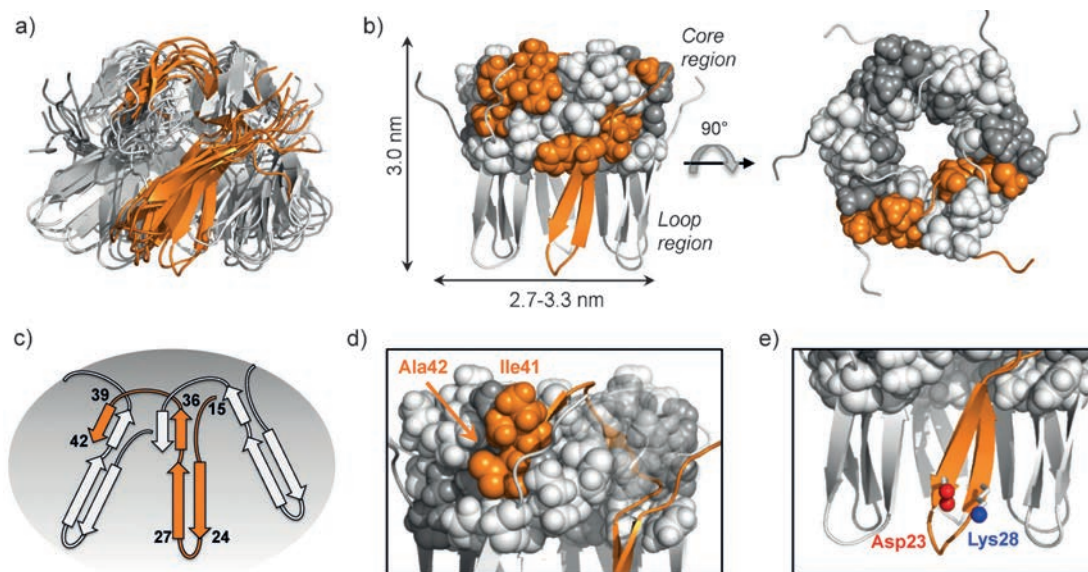 a)
b)
Core
region
90°
3.0 nm
Loop
region
2.7-3.3 nm
c)
39
36
15
42
27
24
d)
Ala42
Ile41
e)
Asp23
Lys28